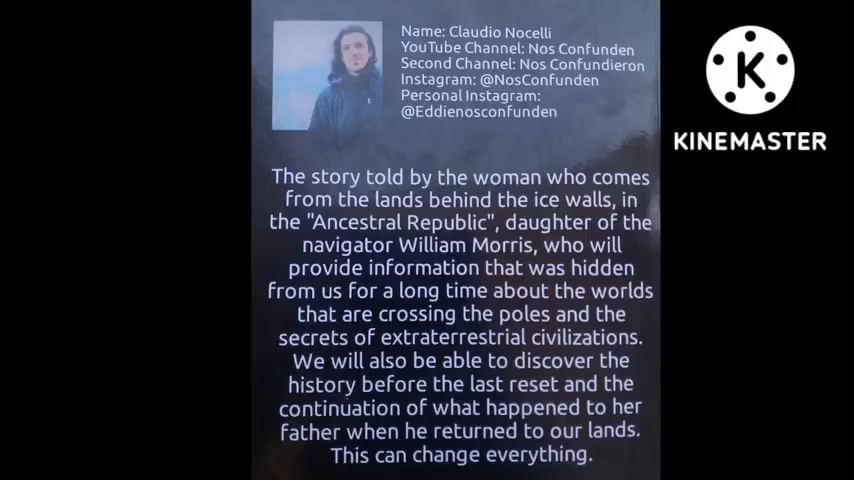 Name: Claudio Nocelli
YouTube Channel: Nos Confunden
Second Channel: Nos Confundieron
Instagram: @NosConfunden
Personal Instagram:
@Eddienosconfunden
K
KINEMASTER
The story told by the woman who comes
from the lands behind the ice walls, in
the "Ancestral Republic", daughter of the
navigator William Morris, who will
provide information that was hidden
from us for a long time about the worlds
that are crossing the poles and the
secrets of extraterrestrial civilizations.
We will also be able to discover the
history before the last reset and the
continuation of what happened to her
father when he returned to our lands.
This can change everything.